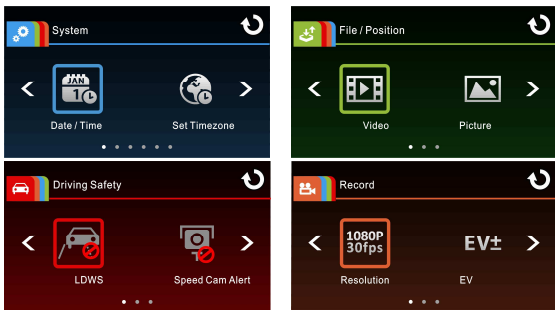 System
JAN
10
Date / Time
Set Timezone
File / Position
Video
Picture
Driving Safety
LDWS
Speed Cam Alert
Record
1080P
30fps
EV±
Resolution
EV